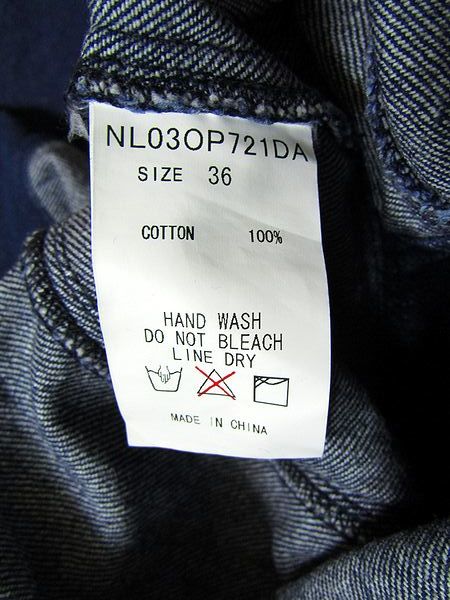 NL03OP721DA
SIZE 36
COTTON 100%
HAND WASH
DO NOT BLEACH
LINE DRY
MADE IN CHINA